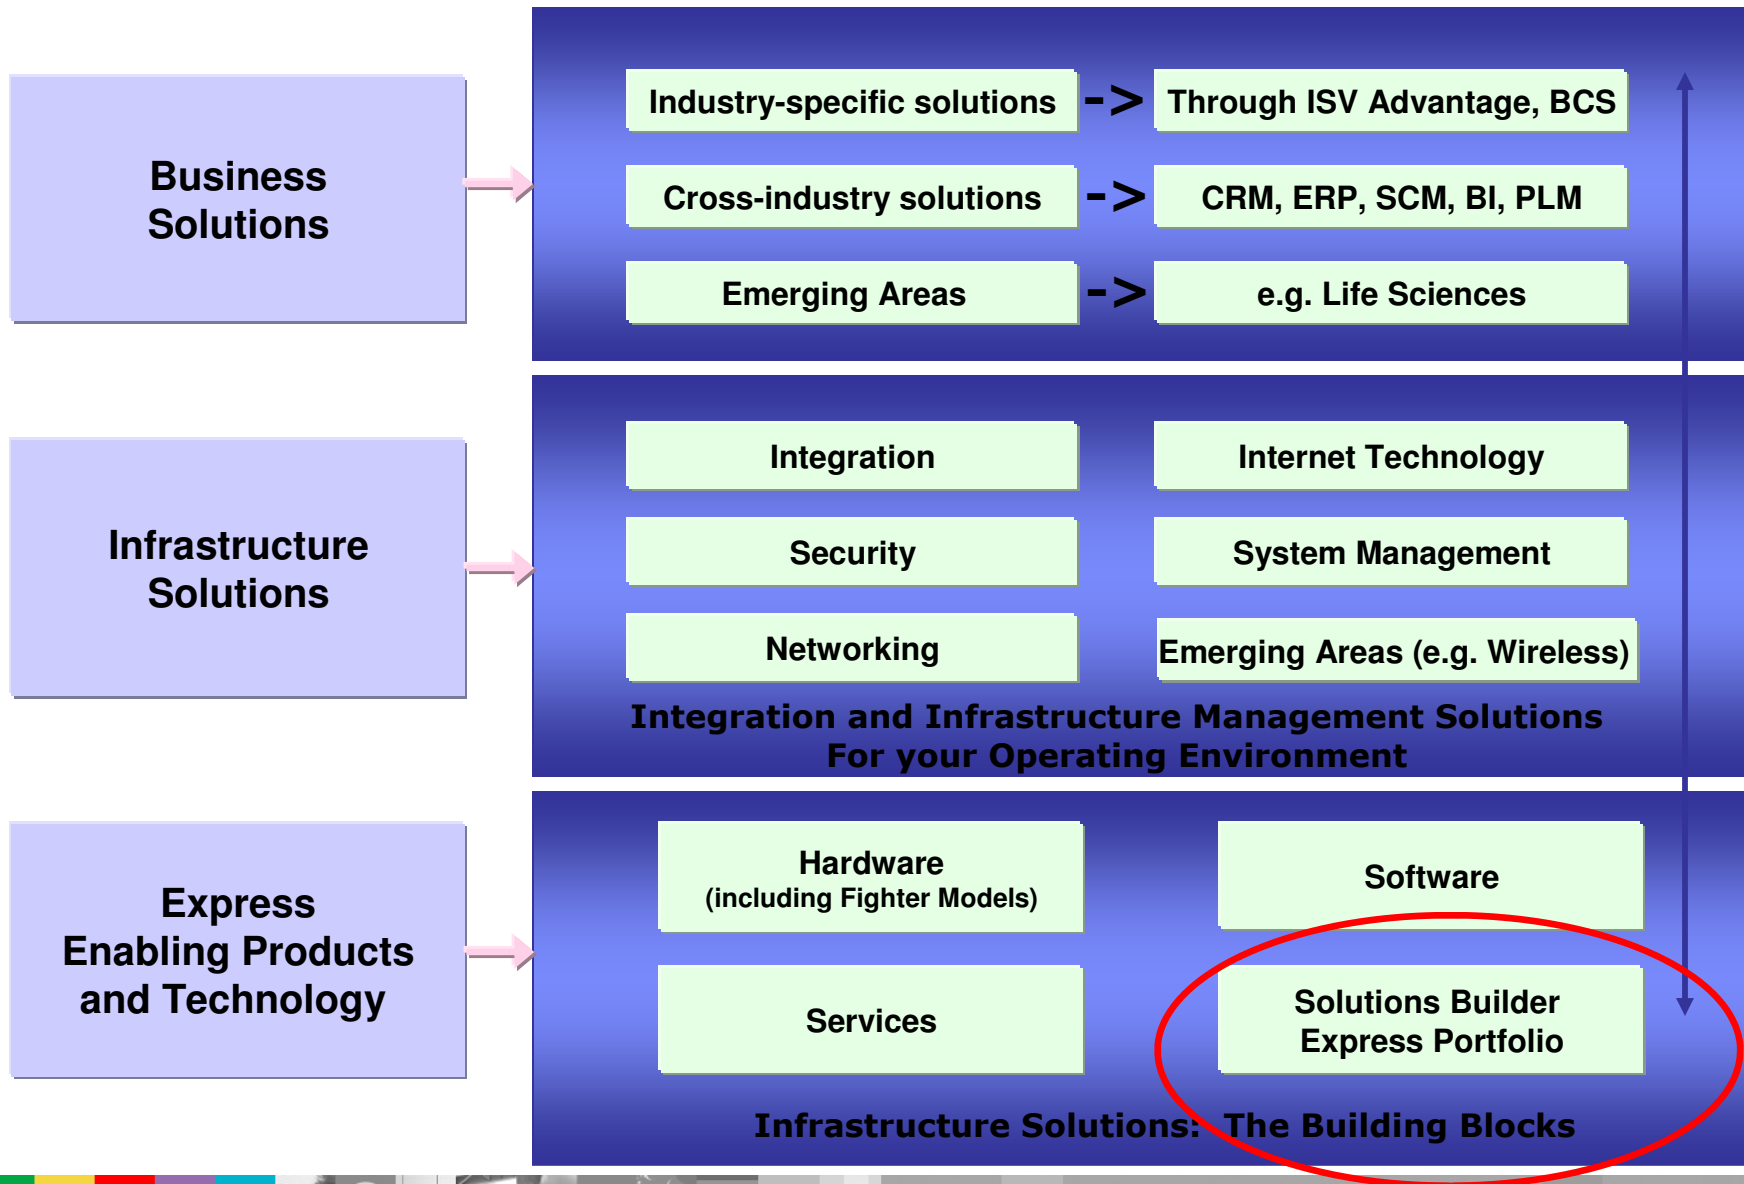 Business
Solutions
Industry-specific solutions -> Through ISV Advantage, BCS
Cross-industry solutions -> CRM, ERP, SCM, BI, PLM
Emerging Areas -> e.g. Life Sciences
Infrastructure
Solutions
Integration
Internet Technology
Security
System Management
Networking
Emerging Areas (e.g. Wireless)
Integration and Infrastructure Management Solutions
For your Operating Environment
Express
Enabling Products
and Technology
Hardware
(including Fighter Models)
Software
Services
Solutions Builder
Express Portfolio
Infrastructure Solutions: The Building Blocks